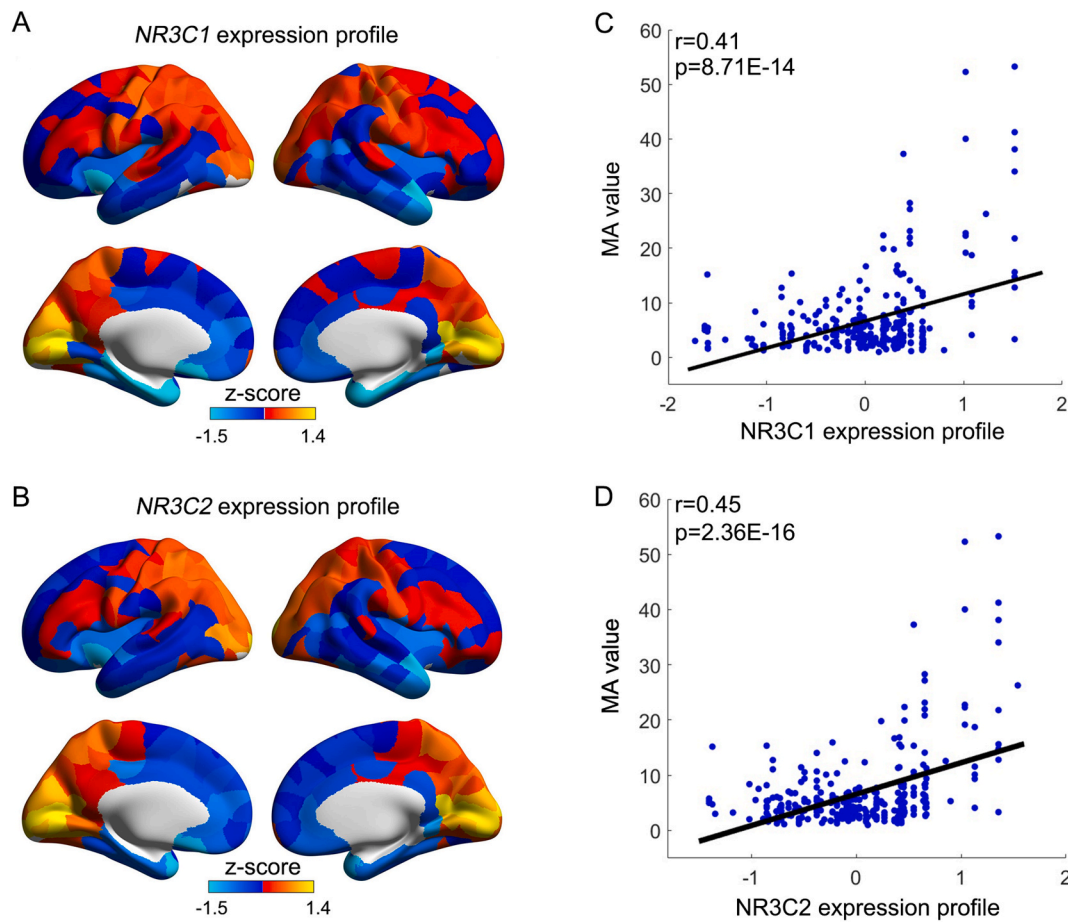 A
NR3C1 expression profile
z-score
-1.5
1.4
B
NR3C2 expression profile
z-score
-1.5
1.4
C
r=0.41
p=8.71E-14
60
50
40
30
20
10
0
MA value
-2
-1
0
1
2
NR3C1 expression profile
D
r=0.45
p=2.36E-16
60
50
40
30
20
10
0
MA value
-1
0
1
2
NR3C2 expression profile